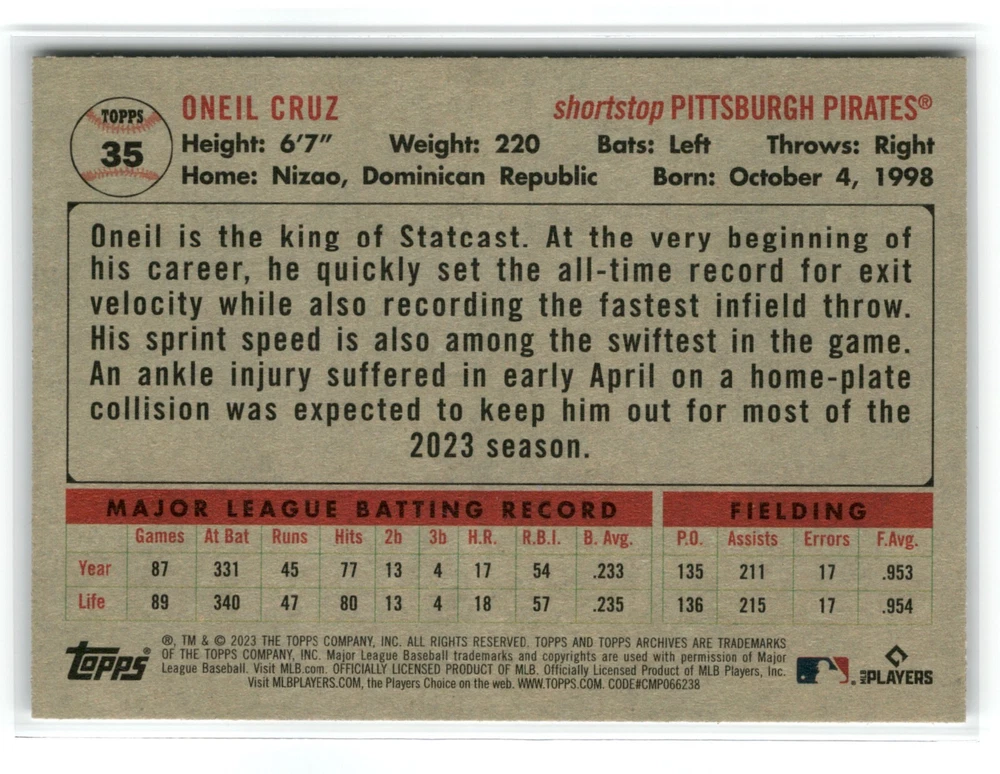 TOPPS
35
ONEIL CRUZ shortstop PITTSBURGH PIRATES®
Height: 6'7" Weight: 220 Bats: Left Throws: Right
Home: Nizao, Dominican Republic Born: October 4, 1998
Oneil is the king of Statcast. At the very beginning of
his career, he quickly set the all-time record for exit
velocity while also recording the fastest infield throw.
His sprint speed is also among the swiftest in the game.
An ankle injury suffered in early April on a home-plate
collision was expected to keep him out for most of the
2023 season.
MAJOR LEAGUE BATTING RECORD FIELDING
Games At Bat Runs Hits 2b 3b H.R. R.B.I. B. Avg. P.O. Assists Errors F.Avg.
Year 87 331 45 77 13 4 17 54 .233 135 211 17 .953
Life 89 340 47 80 13 4 18 57 .235 136 215 17 .954
Topps®
®, TM & © 2023 THE TOPPS COMPANY, INC. ALL RIGHTS RESERVED. TOPPS AND TOPPS ARCHIVES ARE TRADEMARKS
OF THE TOPPS COMPANY, INC. Major League Baseball trademarks and copyrights are used with permission of Major
League Baseball. Visit MLB.com. OFFICIALLY LICENSED PRODUCT OF MLB. Officially Licensed Product of MLB Players, Inc.
Visit MLBPLAYERS.COM, the Players Choice on the web. WWW.TOPPS.COM. CODE#CMP066238
MLB PLAYERS